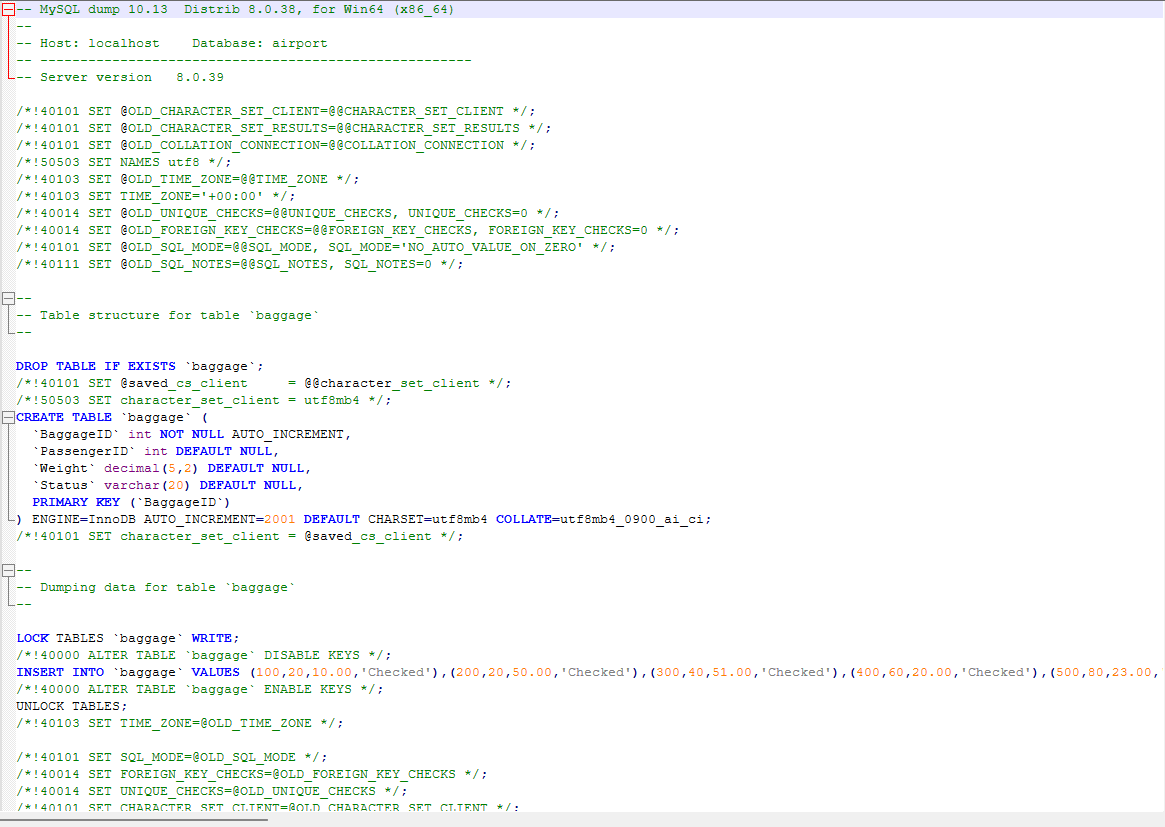 -- MySQL dump 10.13  Distrib 8.0.38, for Win64 (x86_64)
--
-- Host: localhost    Database: airport
-- ------------------------------------------------------
-- Server version	8.0.39

/*!40101 SET @OLD_CHARACTER_SET_CLIENT=@@CHARACTER_SET_CLIENT */;
/*!40101 SET @OLD_CHARACTER_SET_RESULTS=@@CHARACTER_SET_RESULTS */;
/*!40101 SET @OLD_COLLATION_CONNECTION=@@COLLATION_CONNECTION */;
/*!50503 SET NAMES utf8 */;
/*!40103 SET @OLD_TIME_ZONE=@@TIME_ZONE */;
/*!40103 SET TIME_ZONE='+00:00' */;
/*!40014 SET @OLD_UNIQUE_CHECKS=@@UNIQUE_CHECKS, UNIQUE_CHECKS=0 */;
/*!40014 SET @OLD_FOREIGN_KEY_CHECKS=@@FOREIGN_KEY_CHECKS, FOREIGN_KEY_CHECKS=0 */;
/*!40101 SET @OLD_SQL_MODE=@@SQL_MODE, SQL_MODE='NO_AUTO_VALUE_ON_ZERO' */;
/*!40111 SET @OLD_SQL_NOTES=@@SQL_NOTES, SQL_NOTES=0 */;

--
-- Table structure for table `baggage`
--

DROP TABLE IF EXISTS `baggage`;
/*!40101 SET @saved_cs_client     = @@character_set_client */;
/*!50503 SET character_set_client = utf8mb4 */;
CREATE TABLE `baggage` (
  `BaggageID` int NOT NULL AUTO_INCREMENT,
  `PassengerID` int DEFAULT NULL,
  `Weight` decimal(5,2) DEFAULT NULL,
  `Status` varchar(20) DEFAULT NULL,
  PRIMARY KEY (`BaggageID`)
) ENGINE=InnoDB AUTO_INCREMENT=2001 DEFAULT CHARSET=utf8mb4 COLLATE=utf8mb4_0900_ai_ci;
/*!40101 SET character_set_client = @saved_cs_client */;

--
-- Dumping data for table `baggage`
--

LOCK TABLES `baggage` WRITE;
/*!40000 ALTER TABLE `baggage` DISABLE KEYS */;
INSERT INTO `baggage` VALUES (100,20,10.00,'Checked'),(200,20,50.00,'Checked'),(300,40,51.00,'Checked'),(400,60,20.00,'Checked'),(500,80,23.00,
/*!40000 ALTER TABLE `baggage` ENABLE KEYS */;
UNLOCK TABLES;
/*!40103 SET TIME_ZONE=@OLD_TIME_ZONE */;

/*!40101 SET SQL_MODE=@OLD_SQL_MODE */;
/*!40014 SET FOREIGN_KEY_CHECKS=@OLD_FOREIGN_KEY_CHECKS */;
/*!40014 SET UNIQUE_CHECKS=@OLD_UNIQUE_CHECKS */;
/*!40101 SET CHARACTER_SET_CLIENT=@OLD_CHARACTER_SET_CLIENT */;